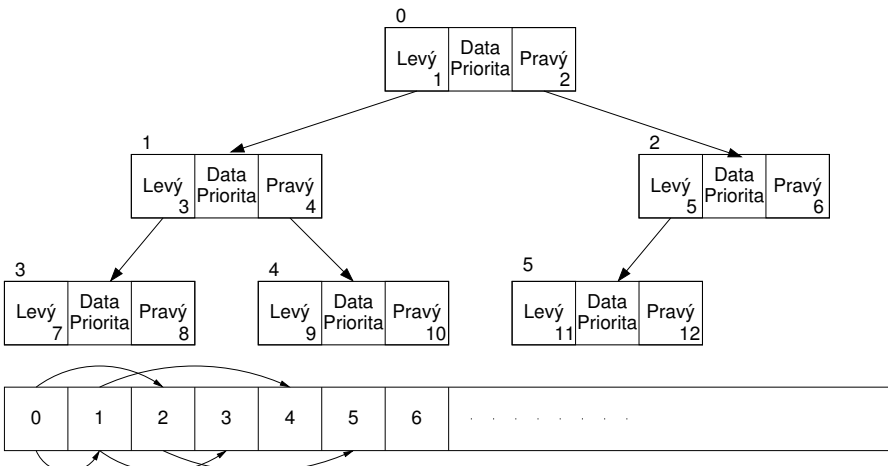 0
Levý 1 Data Priorita Pravý 2
1
Levý 3 Data Priorita Pravý 4
2
Levý 5 Data Priorita Pravý 6
3
Levý 7 Data Priorita Pravý 8
4
Levý 9 Data Priorita Pravý 10
5
Levý 11 Data Priorita Pravý 12
0 1 2 3 4 5 6 . . . . . . . .